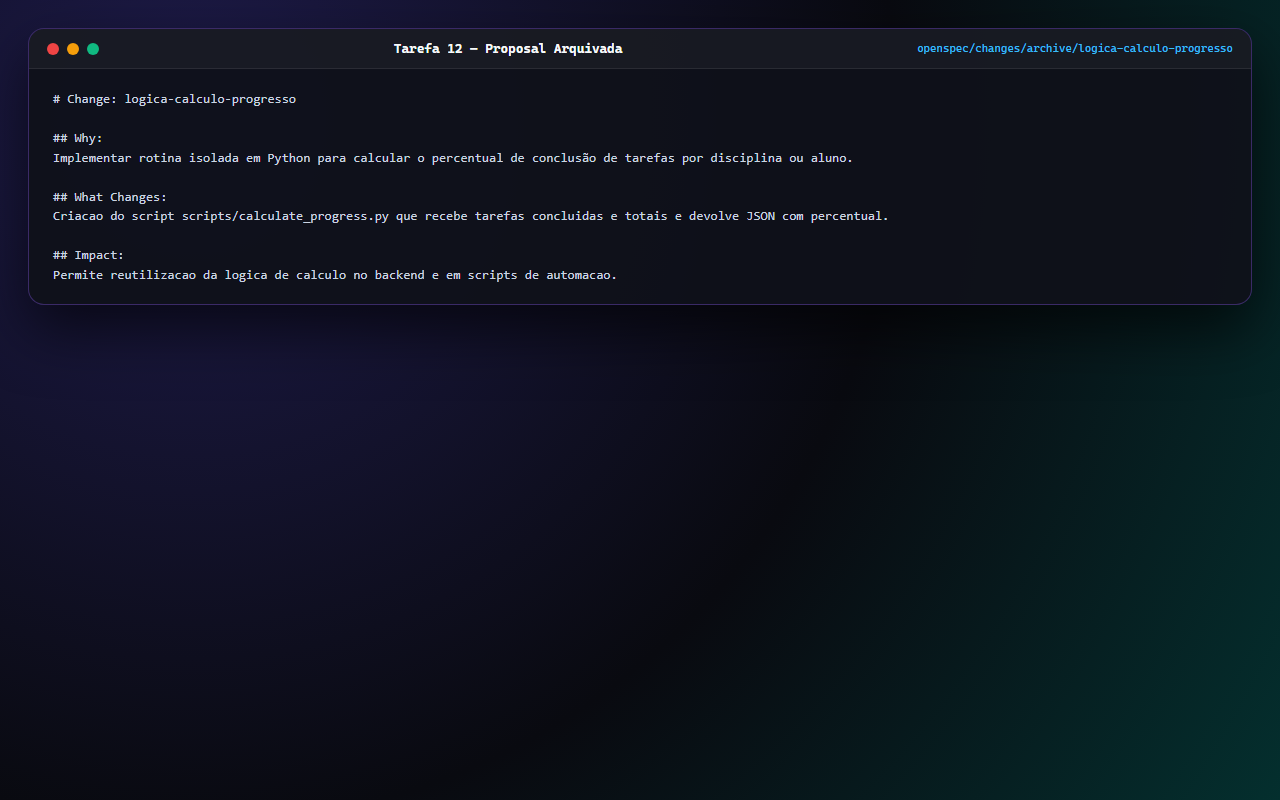 Tarefa 12 — Proposal Arquivada
openspec/changes/archive/logica-calculo-progresso
# Change: logica-calculo-progresso
## Why:
Implementar rotina isolada em Python para calcular o percentual de conclusão de tarefas por disciplina ou aluno.
## What Changes:
Criacao do script scripts/calculate_progress.py que recebe tarefas concluidas e totais e devolve JSON com percentual.
## Impact:
Permite reutilizacao da logica de calculo no backend e em scripts de automacao.